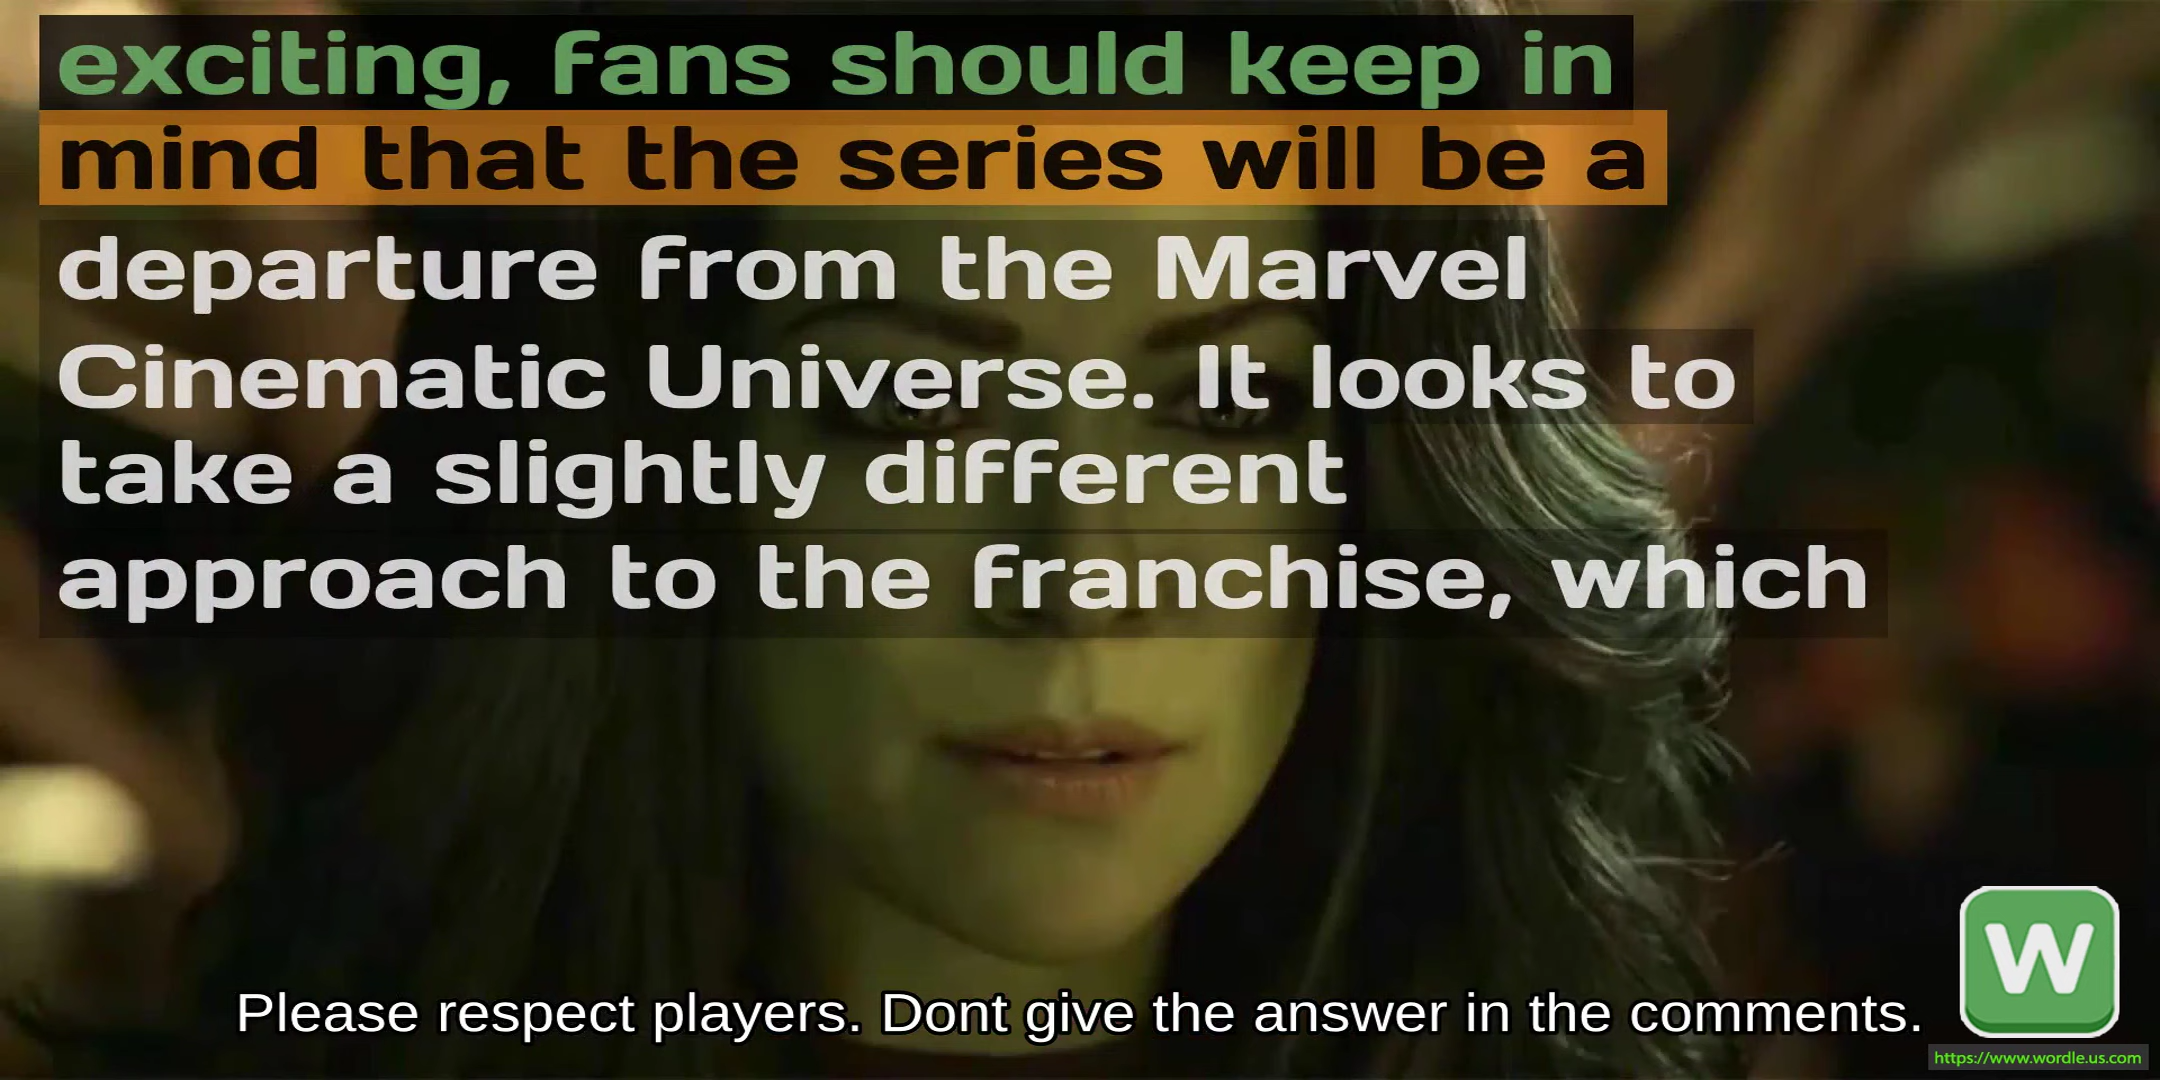 exciting, fans should keep in
mind that the series will be a
departure from the Marvel
Cinematic Universe. It looks to
take a slightly different
approach to the franchise, which
Please respect players. Dont give the answer in the comments.
W
https://www.wordle.us.com